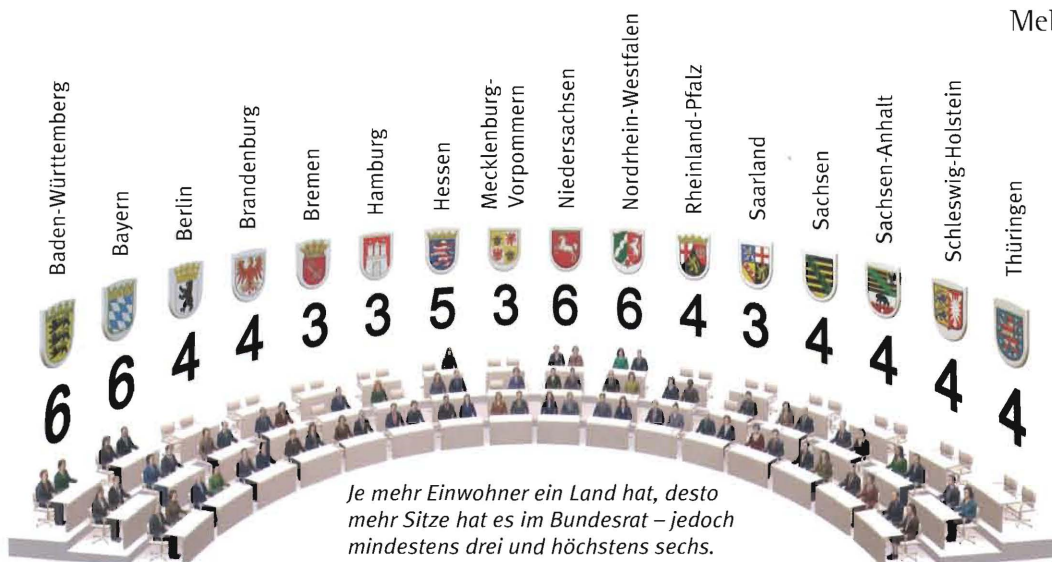 Baden-Württemberg
Bayern
Berlin
Brandenburg
Bremen
Hamburg
Hessen
Mecklenburg-
Vorpommern
Niedersachsen
Nordrhein-Westfalen
Rheinland-Pfalz
Saarland
Sachsen
Sachsen-Anhalt
Schleswig-Holstein
Thüringen
6
6
4
4
3
3
5
3
6
6
4
3
4
4
4
4
Je mehr Einwohner ein Land hat, desto
mehr Sitze hat es im Bundesrat – jedoch
mindestens drei und höchstens sechs.